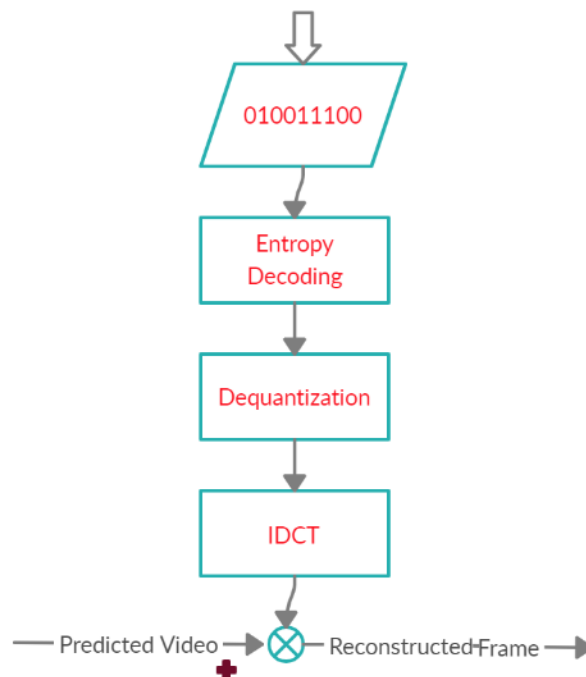 010011100
Entropy
Decoding
Dequantization
IDCT
Predicted Video
Reconstructed Frame